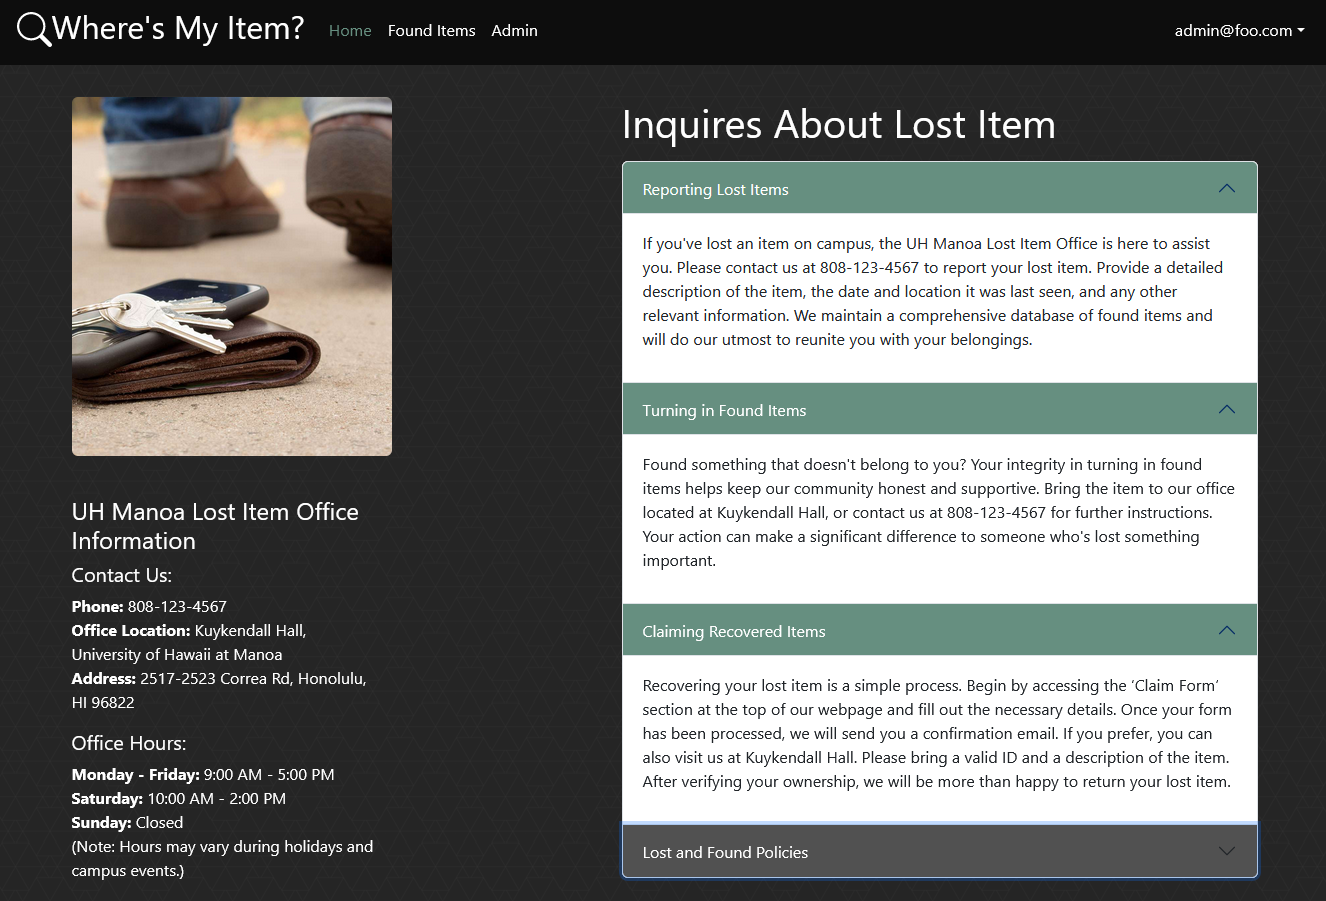 Where's My Item?
Home
Found Items
Admin
admin@foo.com
UH Manoa Lost Item Office
Information
Contact Us:
Phone: 808-123-4567
Office Location: Kuykendall Hall,
University of Hawaii at Manoa
Address: 2517-2523 Correa Rd, Honolulu,
HI 96822
Office Hours:
Monday - Friday: 9:00 AM - 5:00 PM
Saturday: 10:00 AM - 2:00 PM
Sunday: Closed
(Note: Hours may vary during holidays and
campus events.)
Inquires About Lost Item
Reporting Lost Items
If you've lost an item on campus, the UH Manoa Lost Item Office is here to assist
you. Please contact us at 808-123-4567 to report your lost item. Provide a detailed
description of the item, the date and location it was last seen, and any other
relevant information. We maintain a comprehensive database of found items and
will do our utmost to reunite you with your belongings.
Turning in Found Items
Found something that doesn't belong to you? Your integrity in turning in found
items helps keep our community honest and supportive. Bring the item to our office
located at Kuykendall Hall, or contact us at 808-123-4567 for further instructions.
Your action can make a significant difference to someone who's lost something
important.
Claiming Recovered Items
Recovering your lost item is a simple process. Begin by accessing the ‘Claim Form’
section at the top of our webpage and fill out the necessary details. Once your form
has been processed, we will send you a confirmation email. If you prefer, you can
also visit us at Kuykendall Hall. Please bring a valid ID and a description of the item.
After verifying your ownership, we will be more than happy to return your lost item.
Lost and Found Policies